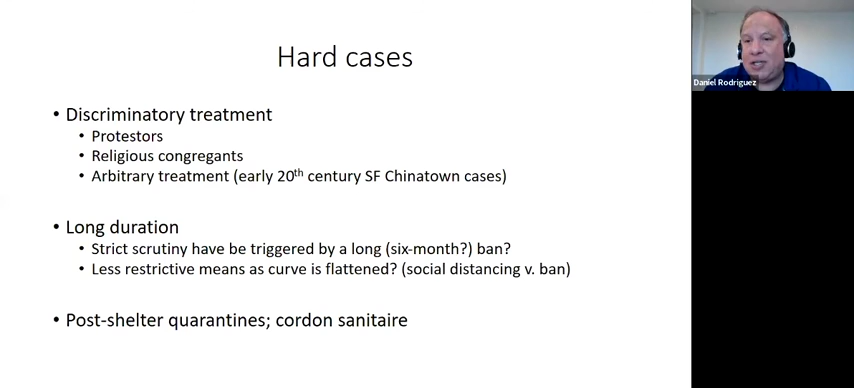 Hard cases
• Discriminatory treatment
• Protestors
• Religious congregants
• Arbitrary treatment (early 20th century SF Chinatown cases)
• Long duration
• Strict scrutiny have be triggered by a long (six-month?) ban?
• Less restrictive means as curve is flattened? (social distancing v. ban)
• Post-shelter quarantines; cordon sanitaire
Daniel Rodriguez